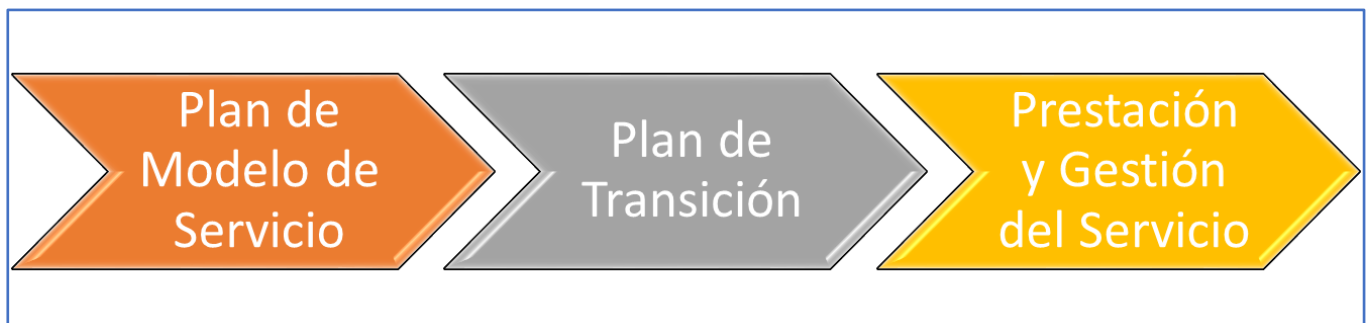 Plan de
Modelo de
Servicio
Plan de
Transición
Prestación
y Gestión
del Servicio